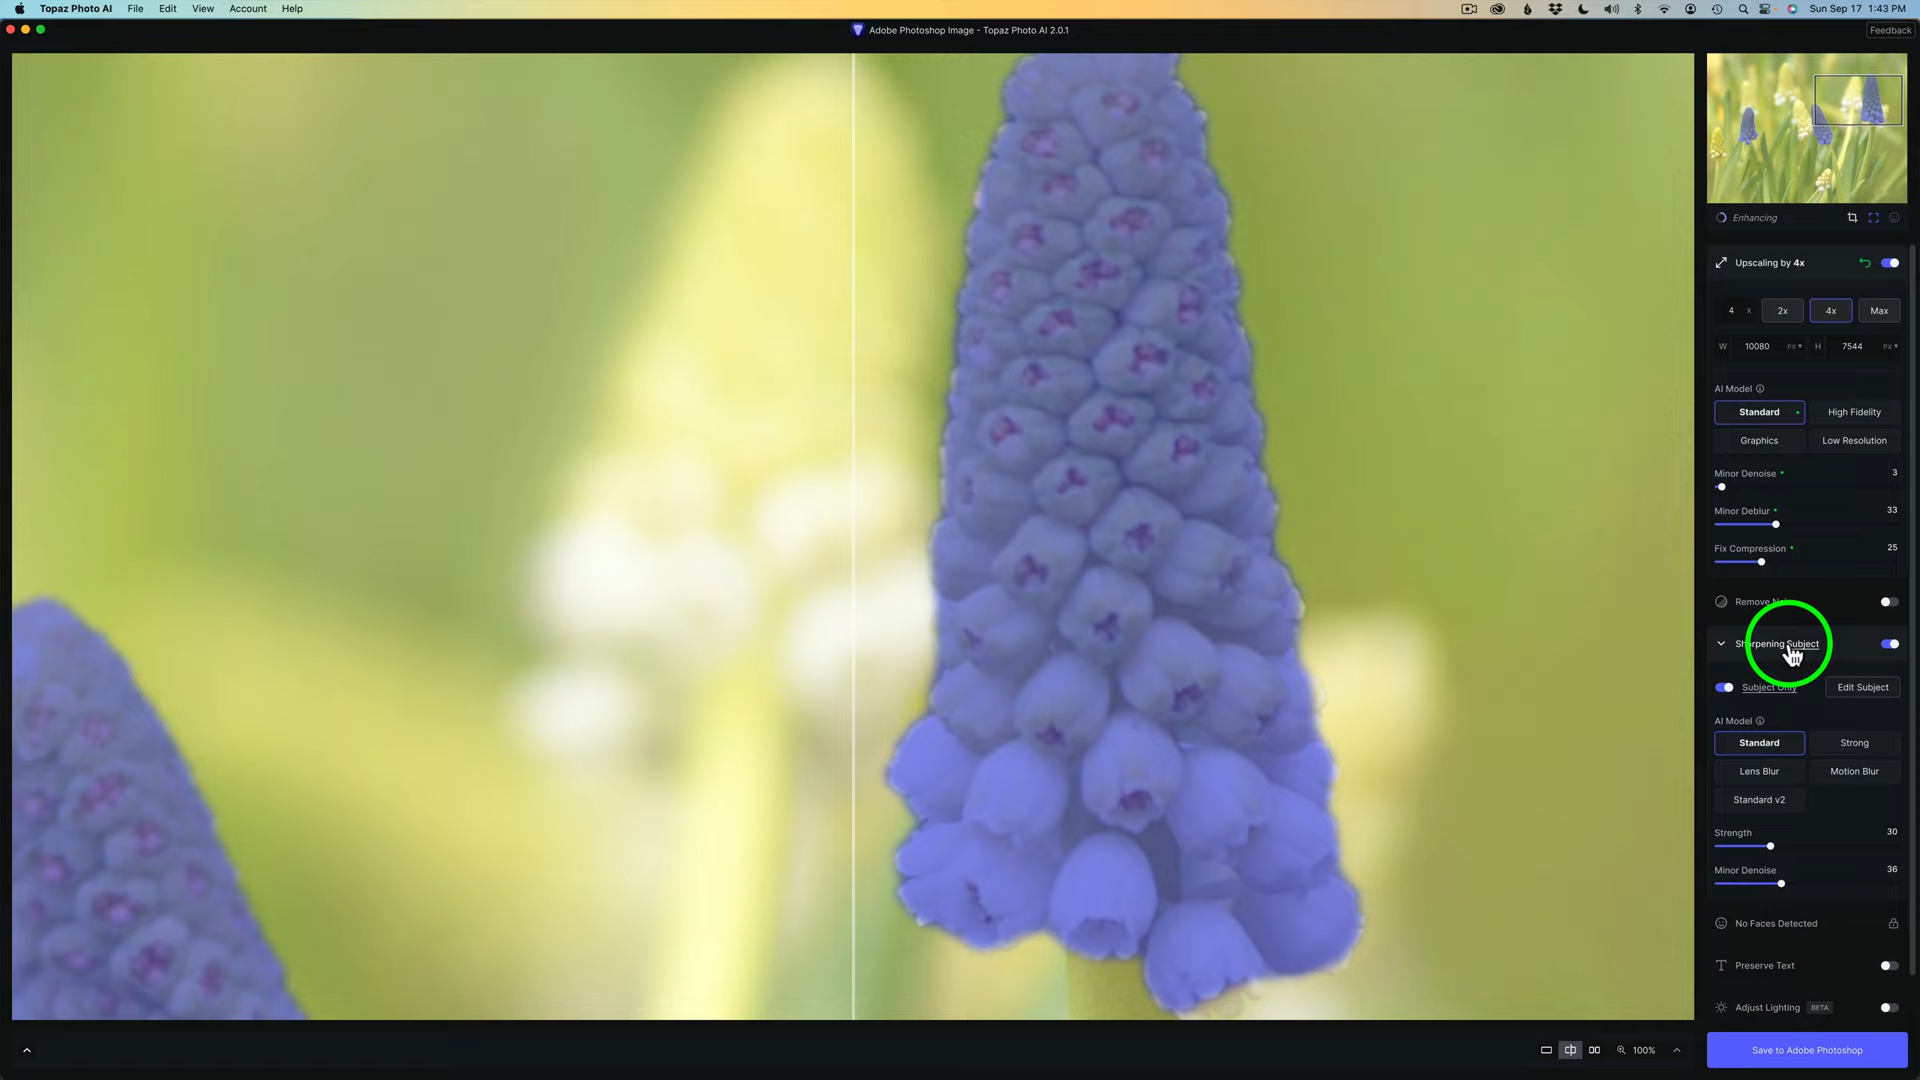 Topaz Photo AI File Edit View Account Help Sun Sep 17 1:43 PM
Adobe Photoshop Image - Topaz Photo AI 2.0.1
Feedback
Enhancing
Upscaling by 4x
4 x 2x 4x Max
W 10080 PX H 7544 PX
AI Model
Standard High Fidelity
Graphics Low Resolution
Minor Denoise 3
Minor Deblur 33
Fix Compression 25
Remove
Sharpening Subject
Subject Only Edit Subject
AI Model
Standard Strong
Lens Blur Motion Blur
Standard v2
Strength 30
Minor Denoise 36
No Faces Detected
Preserve Text
Adjust Lighting BETA
100%
Save to Adobe Photoshop